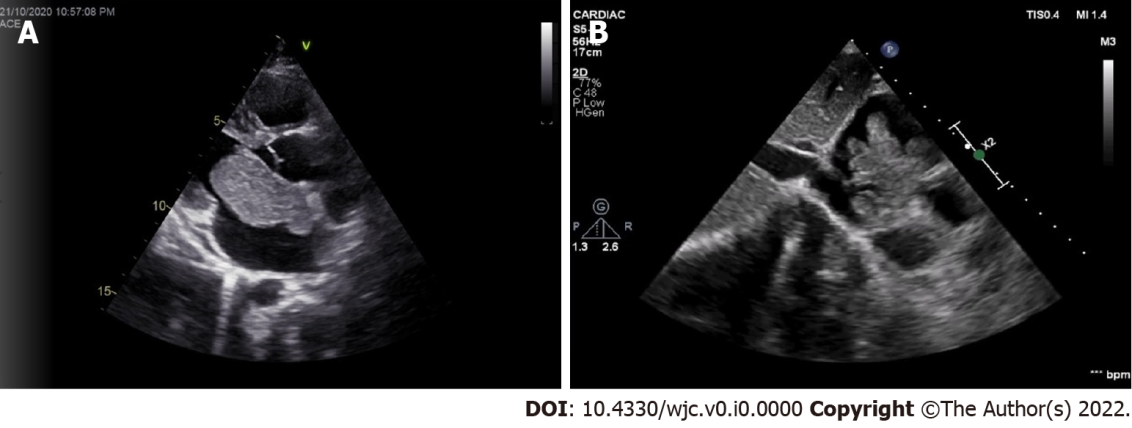 21/10/2020 10:57:08 PM
ACE
A
V
5
10
15
CARDIAC
S5
B
56Hz
17cm
2D
77%
C 48
P Low
HGen
TIS0.4 MI 1.4
M3
P
X2
G
P R
1.3 2.6
*** bpm
DOI: 10.4330/wjc.v0.i0.0000 Copyright ©The Author(s) 2022.